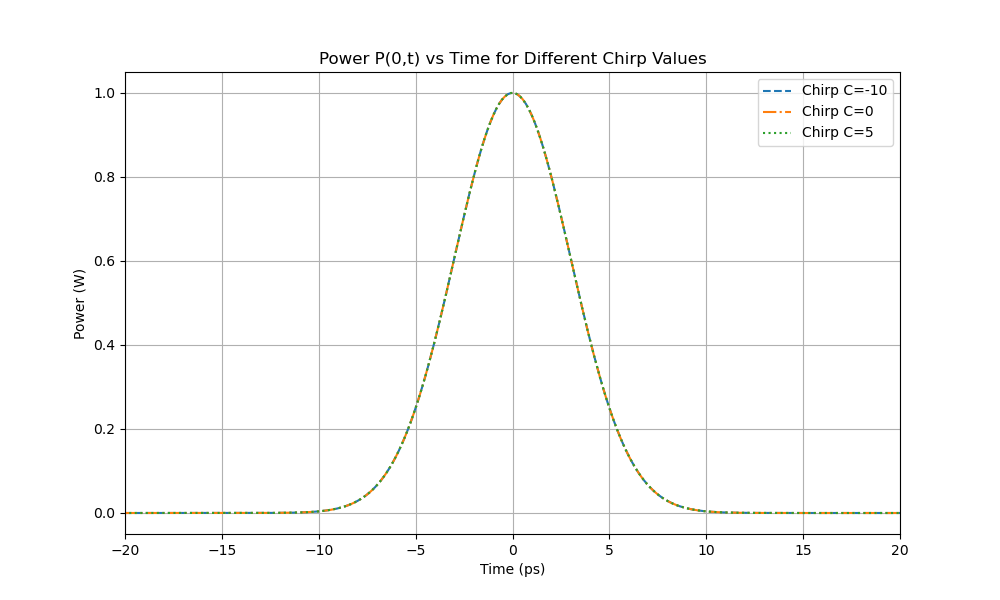 Power P(0,t) vs Time for Different Chirp Values
Chirp C=-10
Chirp C=0
Chirp C=5
1.0
0.8
0.6
0.4
0.2
0.0
Power (W)
−20 −15 −10 −5 0 5 10 15 20
Time (ps)